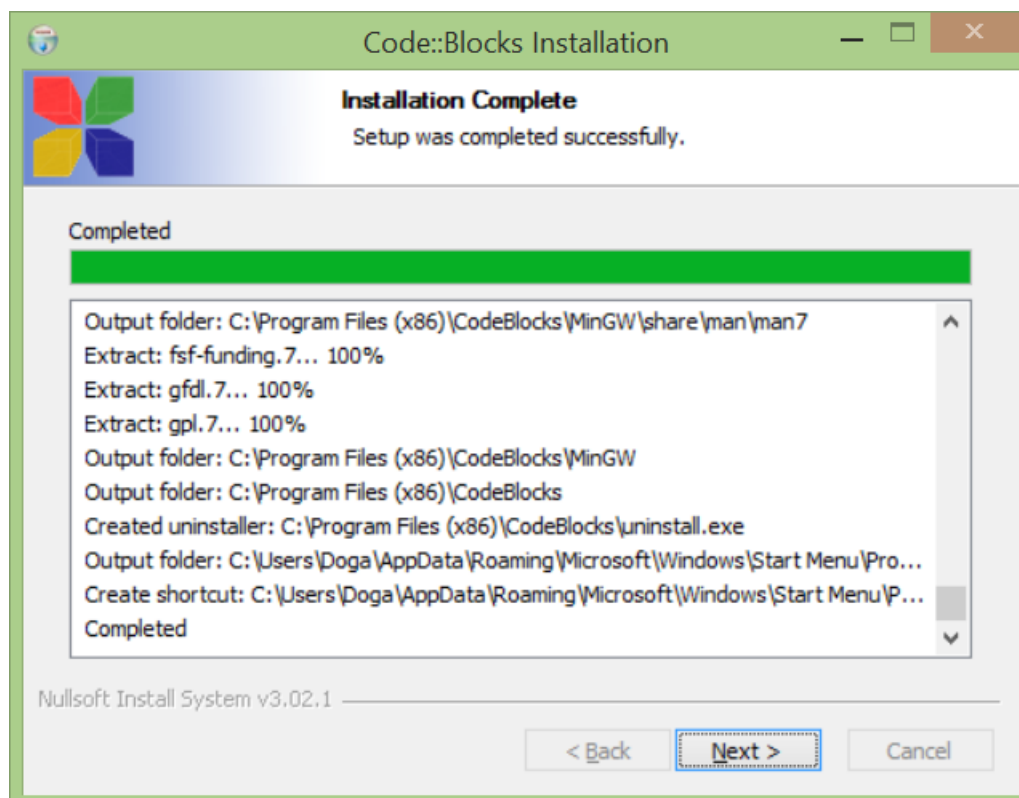 Code::Blocks Installation
Installation Complete
Setup was completed successfully.
Completed
Output folder: C:\Program Files (x86)\CodeBlocks\MinGW\share\man\man7
Extract: fsf-funding.7... 100%
Extract: gfdl.7... 100%
Extract: gpl.7... 100%
Output folder: C:\Program Files (x86)\CodeBlocks\MinGW
Output folder: C:\Program Files (x86)\CodeBlocks
Created uninstaller: C:\Program Files (x86)\CodeBlocks\uninstall.exe
Output folder: C:\Users\Doga\AppData\Roaming\Microsoft\Windows\Start Menu\Pro...
Create shortcut: C:\Users\Doga\AppData\Roaming\Microsoft\Windows\Start Menu\P...
Completed
Nullsoft Install System v3.02.1
< Back Next > Cancel